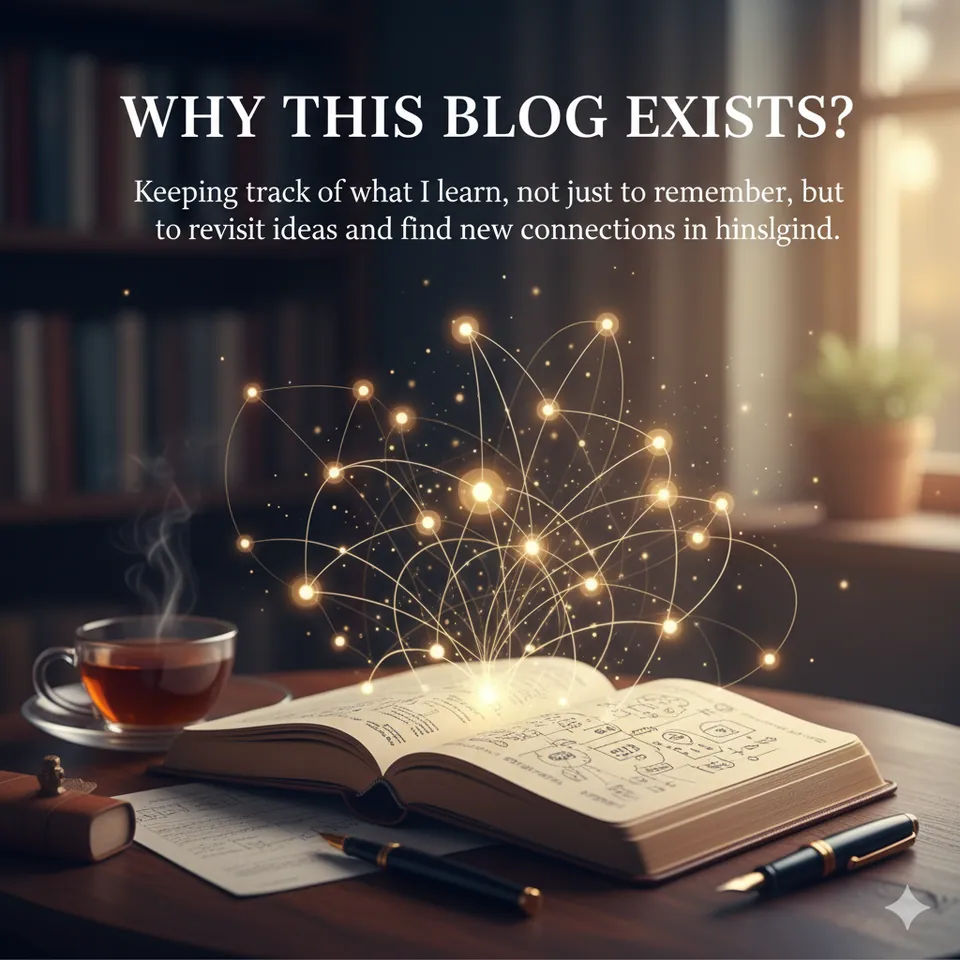 WHY THIS BLOG EXISTS?
Keeping track of what I learn, not just to remember, but
to revisit ideas and find new connections in hinslgind.